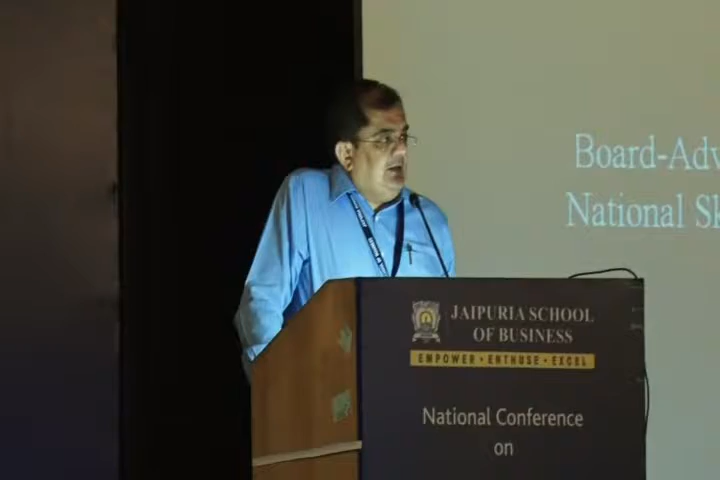 Board-Adv
National Sk
JAIPURIA SCHOOL
OF BUSINESS
EMPOWER • ENTHUSE • EXCEL
National Conference
on